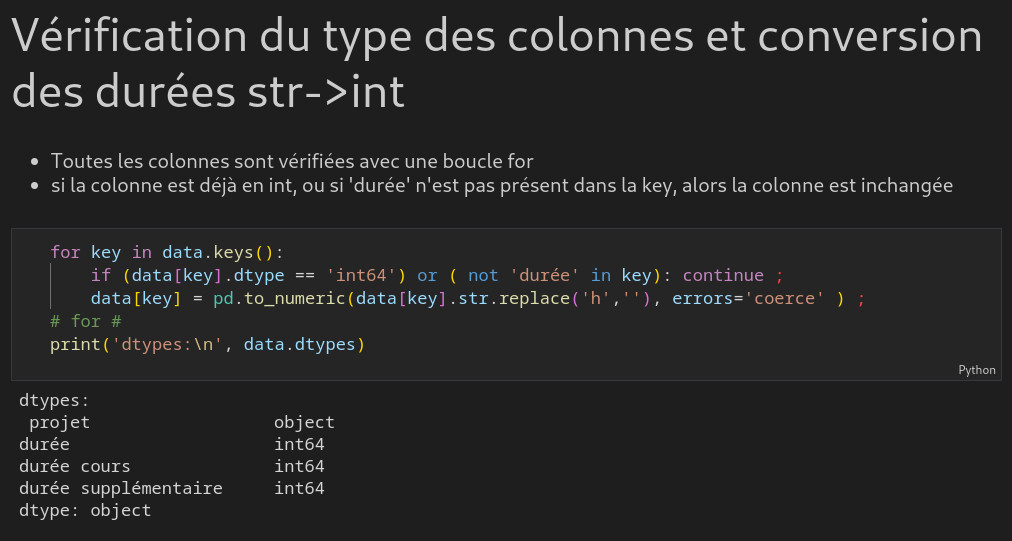 Vérification du type des colonnes et conversion
des durées str->int
• Toutes les colonnes sont vérifiées avec une boucle for
• si la colonne est déjà en int, ou si 'durée' n'est pas présent dans la key, alors la colonne est inchangée
for key in data.keys():
    if (data[key].dtype == 'int64') or ( not 'durée' in key): continue ;
    data[key] = pd.to_numeric(data[key].str.replace('h',''), errors='coerce' ) ;
# for #
print('dtypes:\n', data.dtypes)
Python
dtypes:
 projet                  object
durée                    int64
durée cours              int64
durée supplémentaire     int64
dtype: object